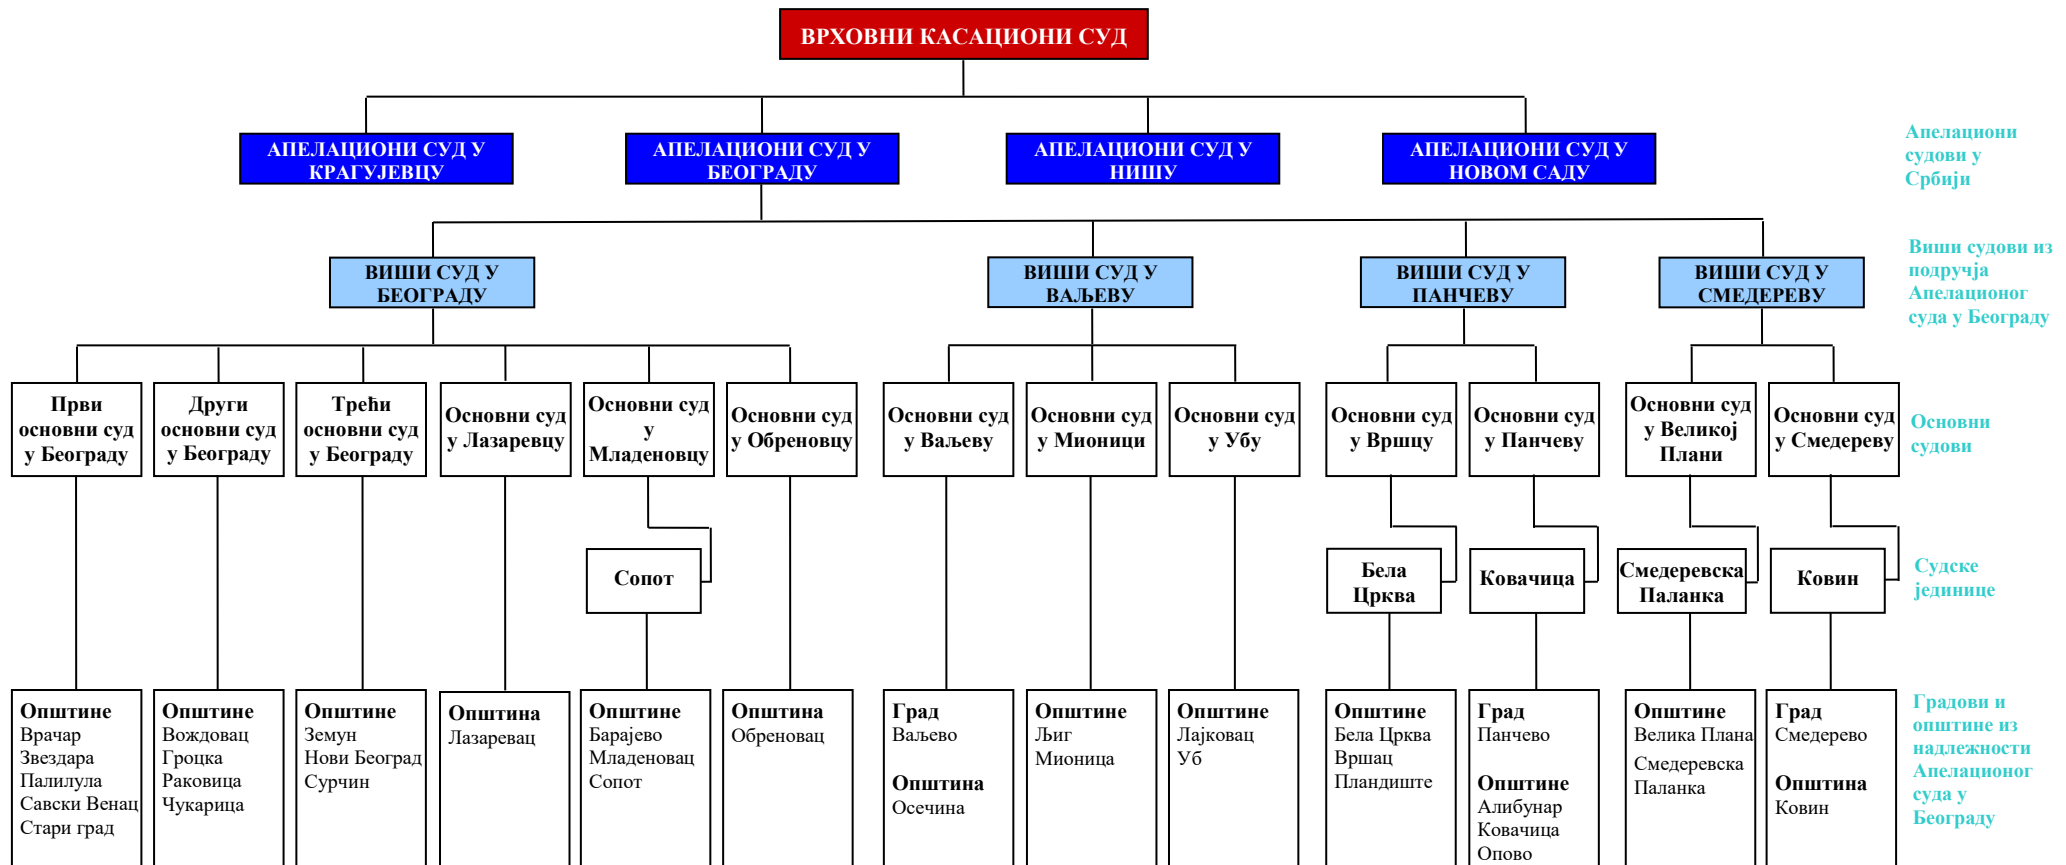 ВРХОВНИ КАСАЦИОНИ СУД
АПЕЛАЦИОНИ СУД У
КРАГУЈЕВЦУ
АПЕЛАЦИОНИ СУД У
БЕОГРАДУ
АПЕЛАЦИОНИ СУД У
НИШУ
АПЕЛАЦИОНИ СУД У
НОВОМ САДУ
Апелациони
судови у
Србији
ВИШИ СУД У
БЕОГРАДУ
ВИШИ СУД У
ВАЉЕВУ
ВИШИ СУД У
ПАНЧЕВУ
ВИШИ СУД У
СМЕДЕРЕВУ
Виши судови из
подручја
Апелационог
суда у Београду
Први
основни суд
у Београду
Други
основни суд
у Београду
Трећи
основни суд
у Београду
Основни суд
у Лазаревцу
Основни суд
у
Младеновцу
Основни суд
у Обреновцу
Основни суд
у Ваљеву
Основни суд
у Мионици
Основни суд
у Убу
Основни суд
у Вршцу
Основни суд
у Панчеву
Основни суд
у Великој
Плани
Основни суд
у Смедереву
Основни
судови
Сопот
Бела
Црква
Ковачица
Смедеревска
Паланка
Ковин
Судске
јединице
Општине
Врачар
Звездара
Палилула
Савски Венац
Стари град
Општине
Вождовац
Гроцка
Раковица
Чукарица
Општине
Земун
Нови Београд
Сурчин
Општина
Лазаревац
Општине
Барајево
Младеновац
Сопот
Општина
Обреновац
Град
Ваљево
Општина
Осечина
Општине
Љиг
Мионица
Општине
Лајковац
Уб
Општине
Бела Црква
Вршац
Пландиште
Град
Панчево
Општине
Алибунар
Ковачица
Опово
Општине
Велика Плана
Смедеревска
Паланка
Град
Смедерево
Општина
Ковин
Градови и
општине из
надлежности
Апелационог
суда у
Београду